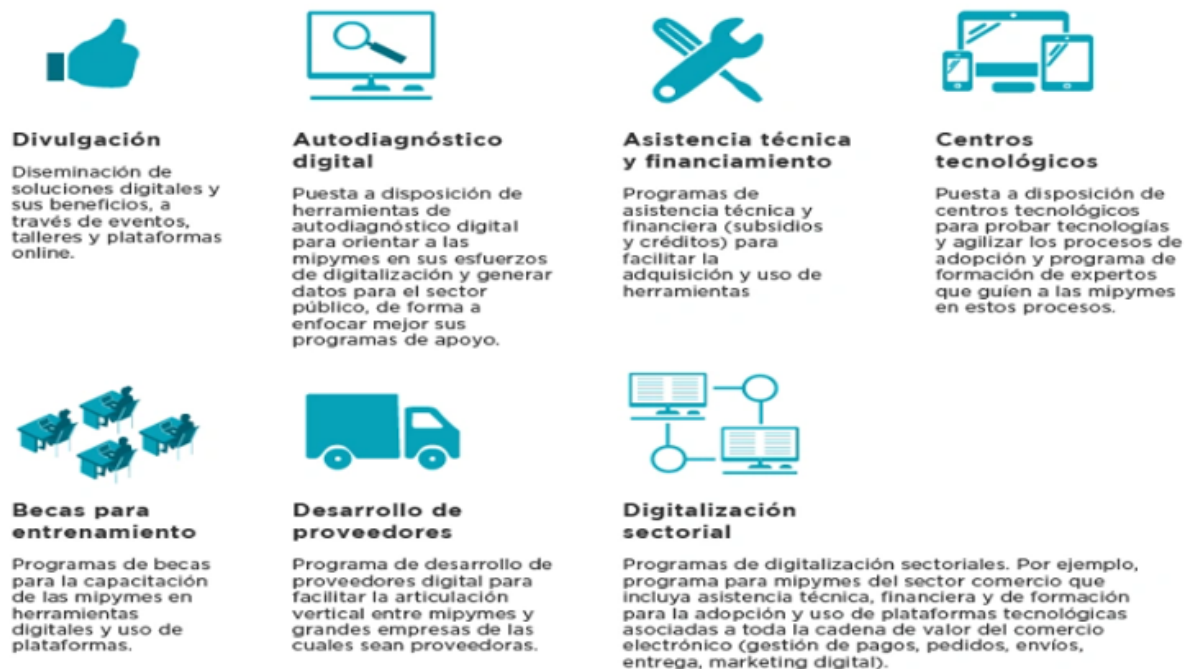 Divulgación
Diseminación de
soluciones digitales y
sus beneficios, a
través de eventos,
talleres y plataformas
online.
Autodiagnóstico
digital
Puesta a disposición de
herramientas de
autodiagnóstico digital
para orientar a las
mipymes en sus esfuerzos
de digitalización y generar
datos para el sector
público, de forma a
enfocar mejor sus
programas de apoyo.
Asistencia técnica
y financiamiento
Programas de
asistencia técnica y
financiera (subsidios
y créditos) para
facilitar la
adquisición y uso de
herramientas
Centros
tecnológicos
Puesta a disposición de
centros tecnológicos
para probar tecnologías
y agilizar los procesos de
adopción y programa de
formación de expertos
que guíen a las mipymes
en estos procesos.
Becas para
entrenamiento
Programas de becas
para la capacitación
de las mipymes en
herramientas
digitales y uso de
plataformas.
Desarrollo de
proveedores
Programa de desarrollo de
proveedores digital para
facilitar la articulación
vertical entre mipymes y
grandes empresas de las
cuales sean proveedoras.
Digitalización
sectorial
Programas de digitalización sectoriales. Por ejemplo,
programa para mipymes del sector comercio que
incluya asistencia técnica, financiera y de formación
para la adopción y uso de plataformas tecnológicas
asociadas a toda la cadena de valor del comercio
electrónico (gestión de pagos, pedidos, envíos,
entrega, marketing digital).